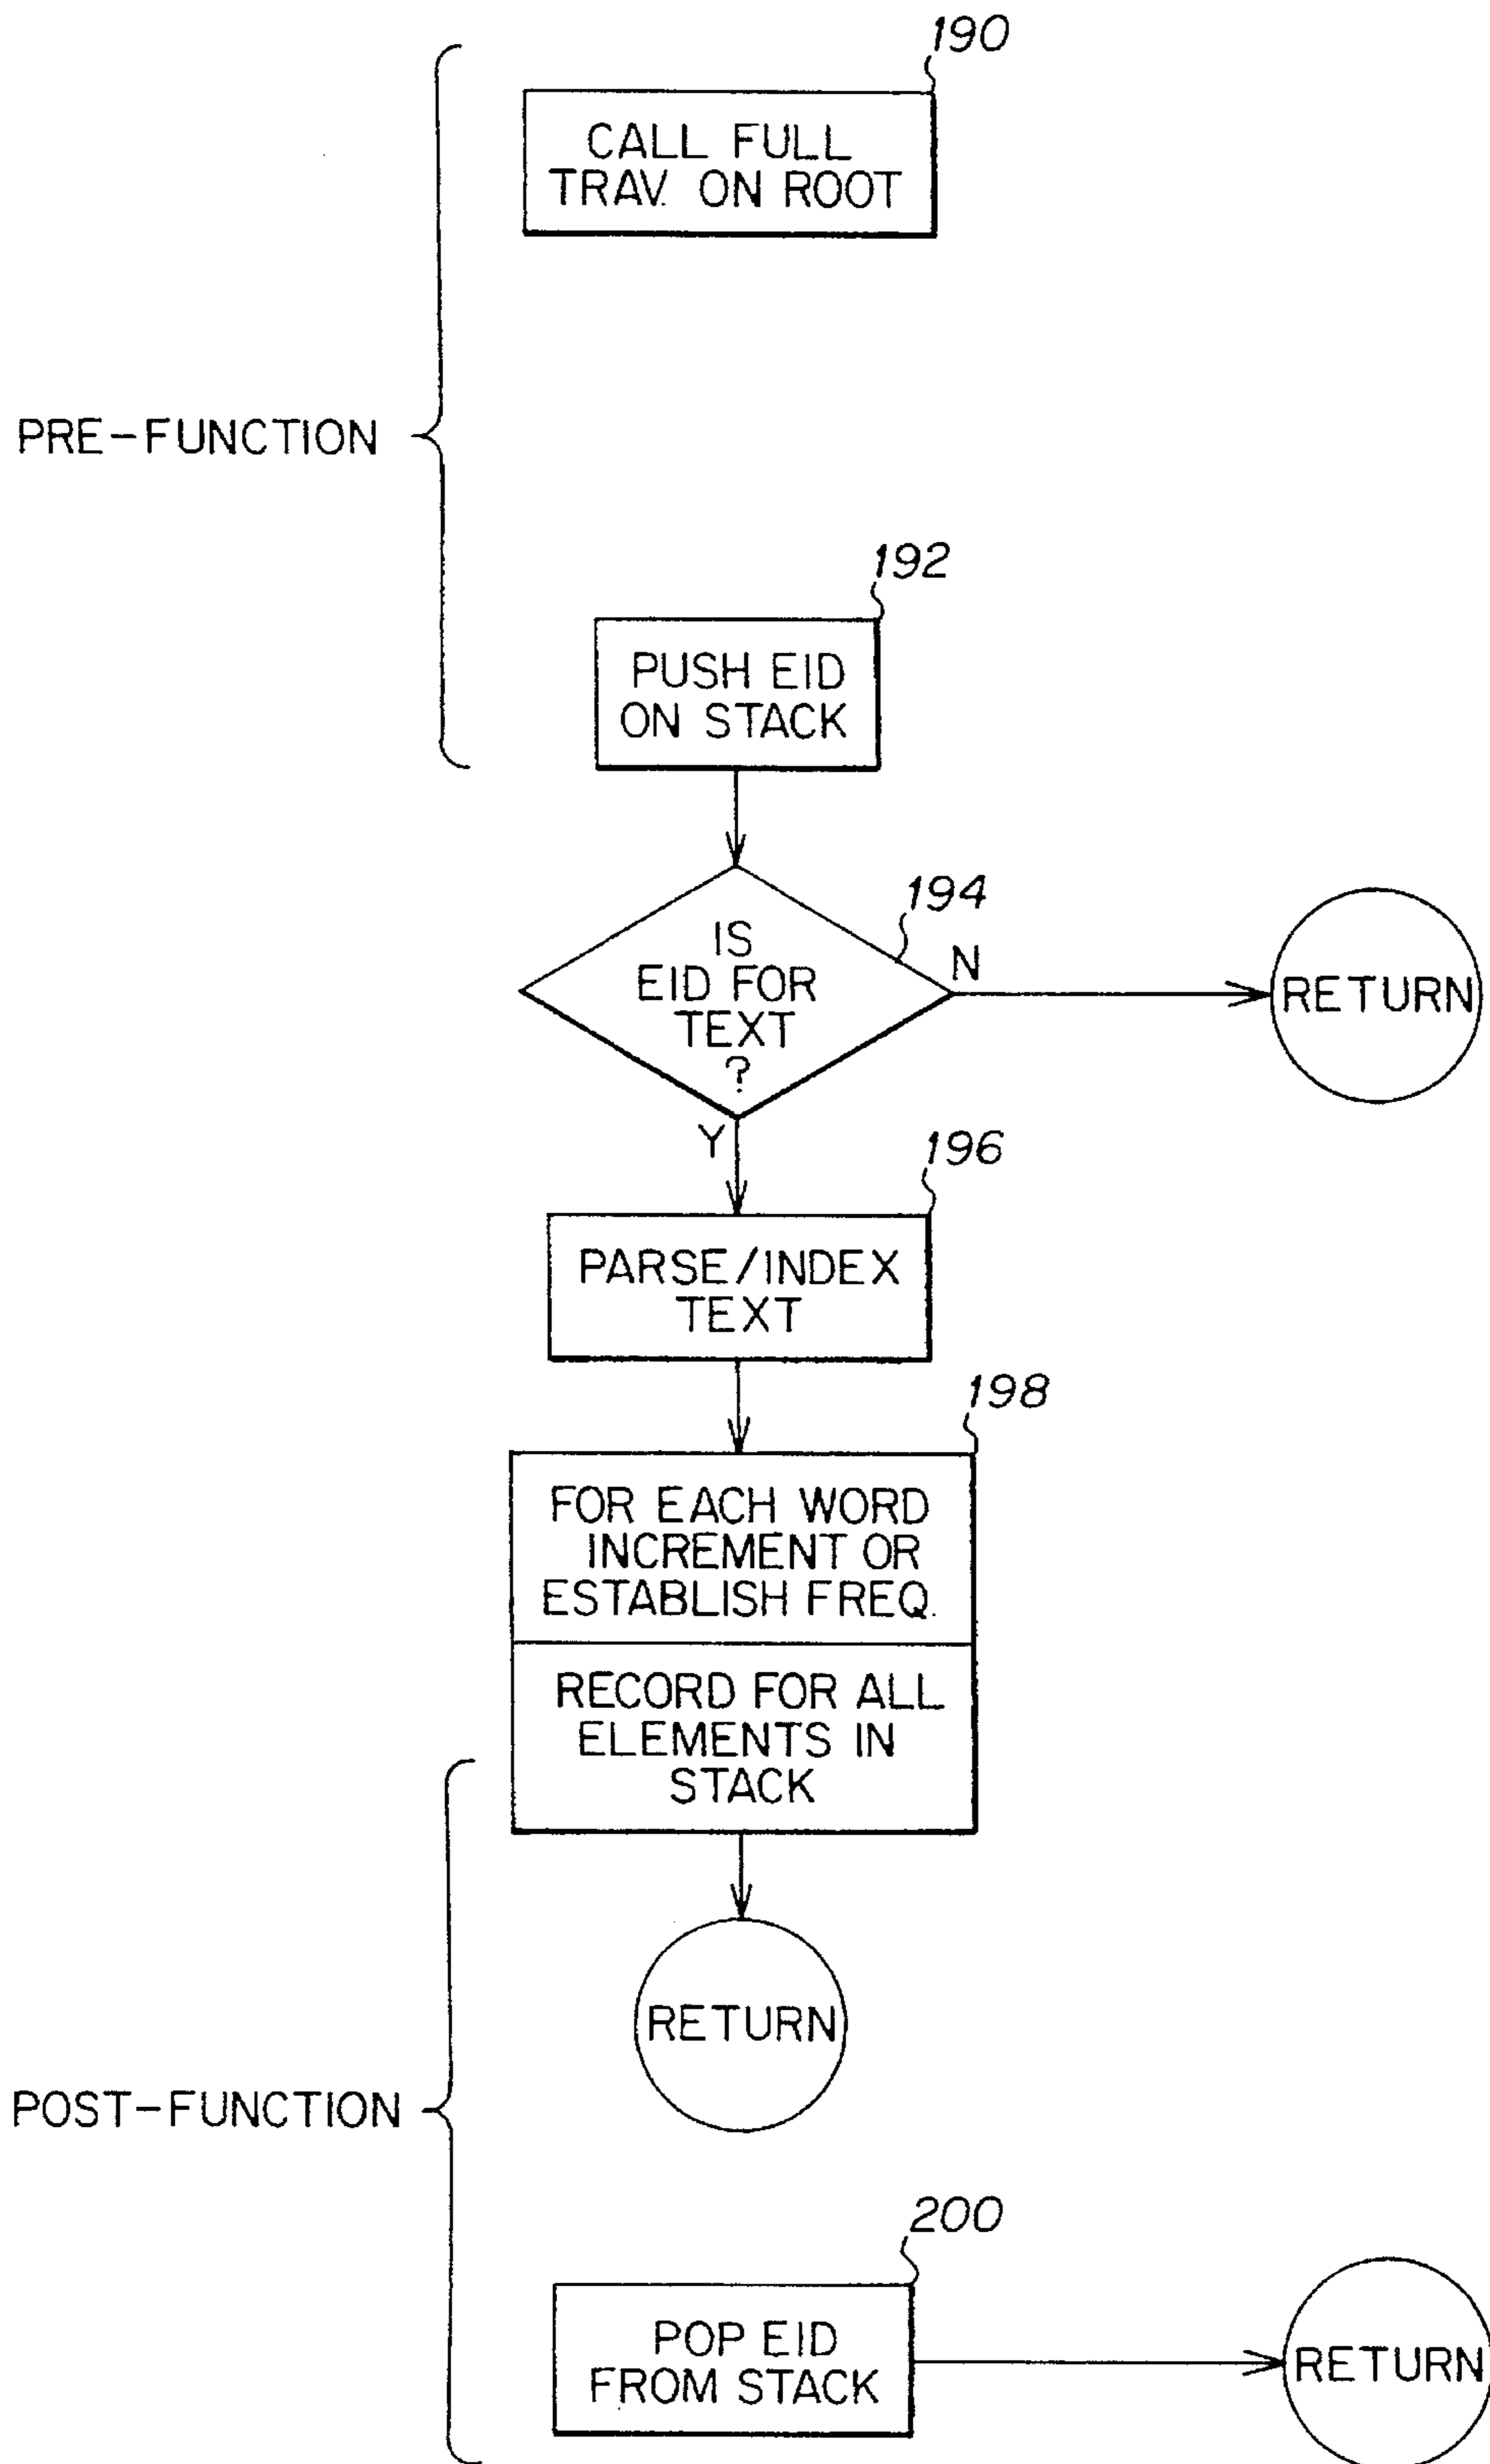 190
CALL FULL
TRAV. ON ROOT
PRE-FUNCTION
192
PUSH EID
ON STACK
194
IS
EID FOR
TEXT
?
N
RETURN
Y
196
PARSE/INDEX
TEXT
198
FOR EACH WORD
INCREMENT OR
ESTABLISH FREQ.
RECORD FOR ALL
ELEMENTS IN
STACK
RETURN
POST-FUNCTION
200
POP EID
FROM STACK
RETURN